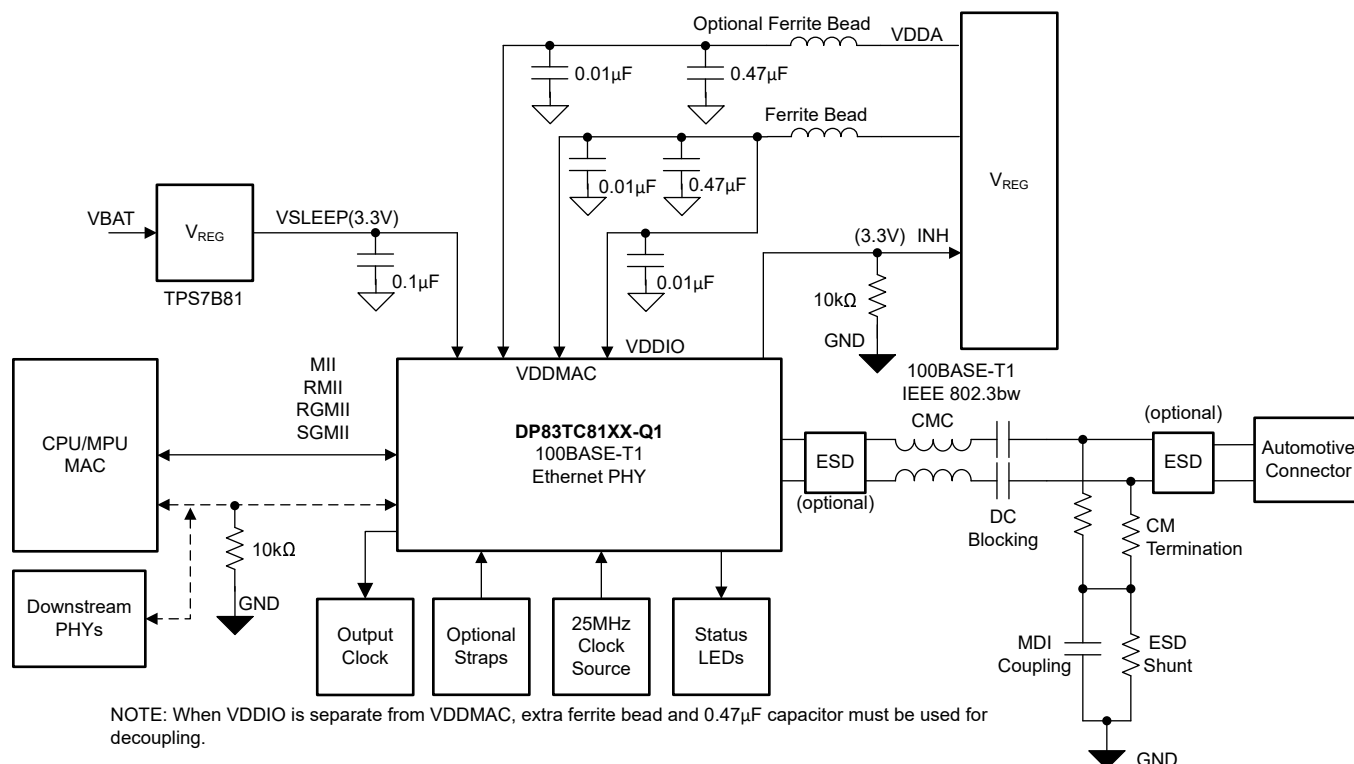 Optional Ferrite Bead
VDDA
0.01µF
0.47µF
Ferrite Bead
0.01µF
0.47µF
VREG
VBAT
VREG
VSLEEP(3.3V)
0.1µF
TPS7B81
(3.3V) INH
0.01µF
10kΩ
GND
VDDIO
VDDMAC
MII
RMII
RGMII
SGMII
CPU/MPU
MAC
DP83TC81XX-Q1
100BASE-T1
Ethernet PHY
100BASE-T1
IEEE 802.3bw
CMC
ESD
(optional)
DC
Blocking
(optional)
ESD
Automotive
Connector
CM
Termination
10kΩ
GND
Downstream
PHYs
Output
Clock
Optional
Straps
25MHz
Clock
Source
Status
LEDs
MDI
Coupling
ESD
Shunt
GND
NOTE: When VDDIO is separate from VDDMAC, extra ferrite bead and 0.47µF capacitor must be used for
decoupling.